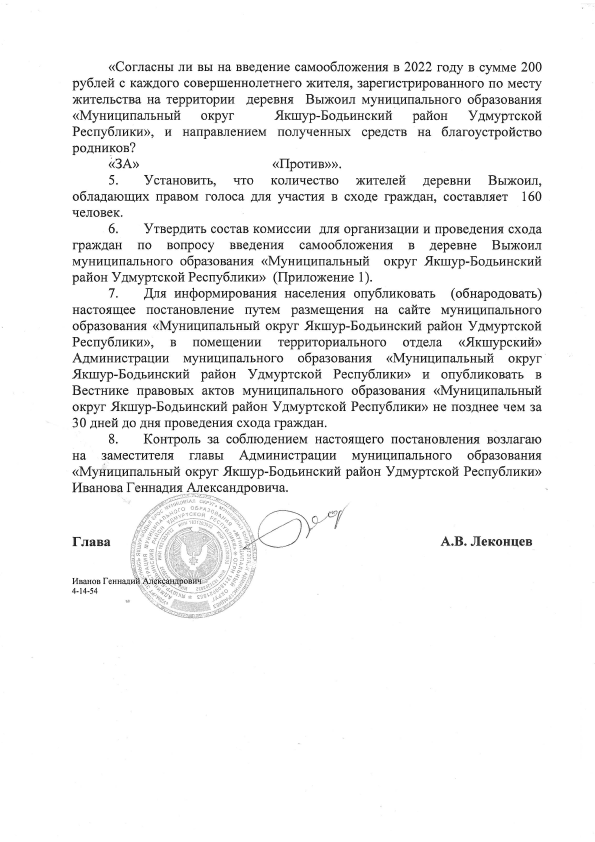 «Согласны ли вы на введение самообложения в 2022 году в сумме 200
рублей с каждого совершеннолетнего жителя, зарегистрированного по месту
жительства на территории деревня Выжоил муниципального образования
«Муниципальный округ Якшур-Бодьинский район Удмуртской
Республики», и направлением полученных средств на благоустройство
родников?
«ЗА» «Против»».
5. Установить, что количество жителей деревни Выжоил,
обладающих правом голоса для участия в сходе граждан, составляет 160
человек.
6. Утвердить состав комиссии для организации и проведения схода
граждан по вопросу введения самообложения в деревне Выжоил
муниципального образования «Муниципальный округ Якшур-Бодьинский
район Удмуртской Республики» (Приложение 1).
7. Для информирования населения опубликовать (обнародовать)
настоящее постановление путем размещения на сайте муниципального
образования «Муниципальный округ Якшур-Бодьинский район Удмуртской
Республики», в помещении территориального отдела «Якшурский»
Администрации муниципального образования «Муниципальный округ
Якшур-Бодьинский район Удмуртской Республики» и опубликовать в
Вестнике правовых актов муниципального образования «Муниципальный
округ Якшур-Бодьинский район Удмуртской Республики» не позднее чем за
30 дней до дня проведения схода граждан.
8. Контроль за соблюдением настоящего постановления возлагаю
на заместителя главы Администрации муниципального образования
«Муниципальный округ Якшур-Бодьинский район Удмуртской Республики»
Иванова Геннадия Александровича.
Глава А.В. Леконцев
Иванов Геннадий Александрович
4-14-54